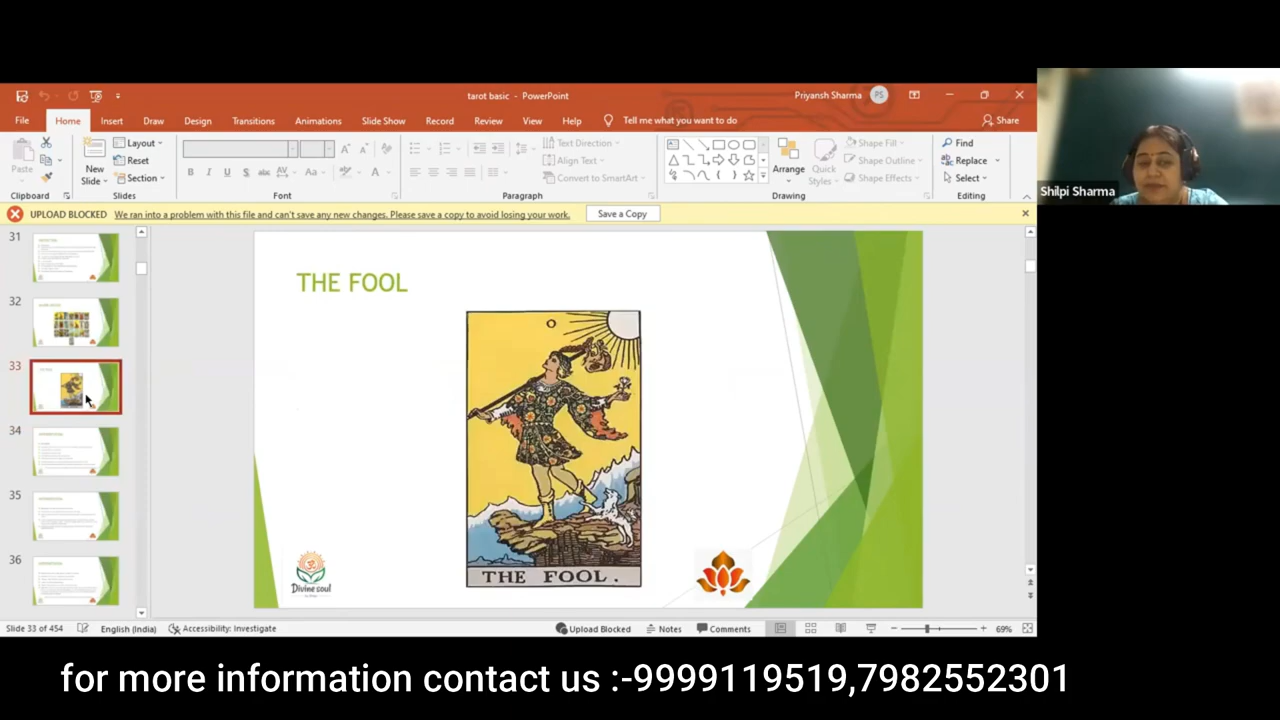 tarot basic - PowerPoint
Priyansh Sharma
PS
File
Home
Insert
Draw
Design
Transitions
Animations
Slide Show
Record
Review
View
Help
Tell me what you want to do
Share
Paste
Clipboard
New Slide
Layout
Reset
Section
Slides
B I U S
Aa
A
Font
Text Direction
Align Text
Convert to SmartArt
Paragraph
Arrange
Quick Styles
Shape Fill
Shape Outline
Shape Effects
Drawing
Find
Replace
Select
Editing
Shilpi Sharma
UPLOAD BLOCKED We ran into a problem with this file and can't save any new changes. Please save a copy to avoid losing your work. Save a Copy
31
32
33
34
35
36
THE FOOL
O
THE FOOL.
Divine soul
Slide 33 of 454
English (India)
Accessibility: Investigate
Upload Blocked
Notes
Comments
69%
for more information contact us :-9999119519,7982552301